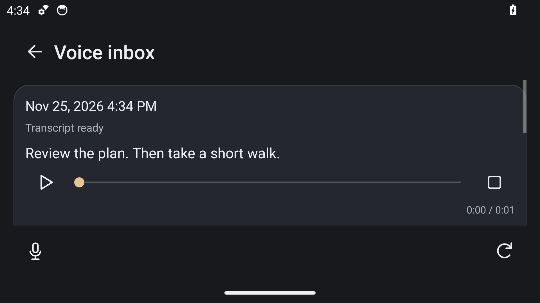 4:34
Voice inbox
Nov 25, 2026 4:34 PM
Transcript ready
Review the plan. Then take a short walk.
0:00 / 0:01